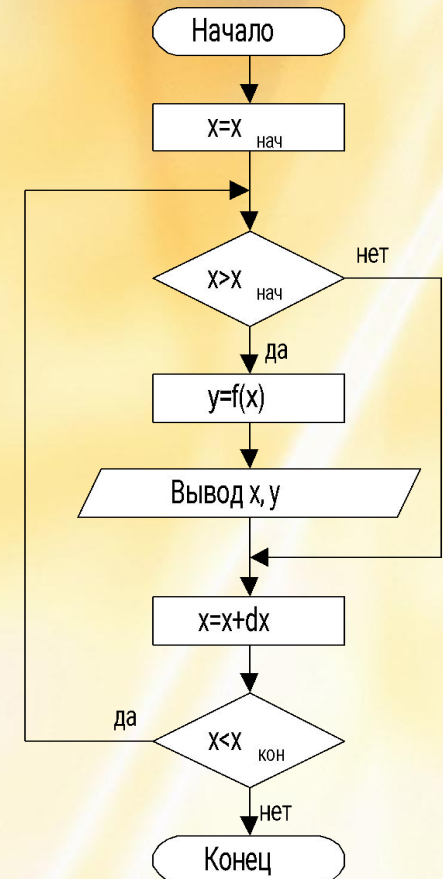 Начало
x=x нач
x>x нач
нет
да
y=f(x)
Вывод x, y
x=x+dx
да
x<x кон
нет
Конец